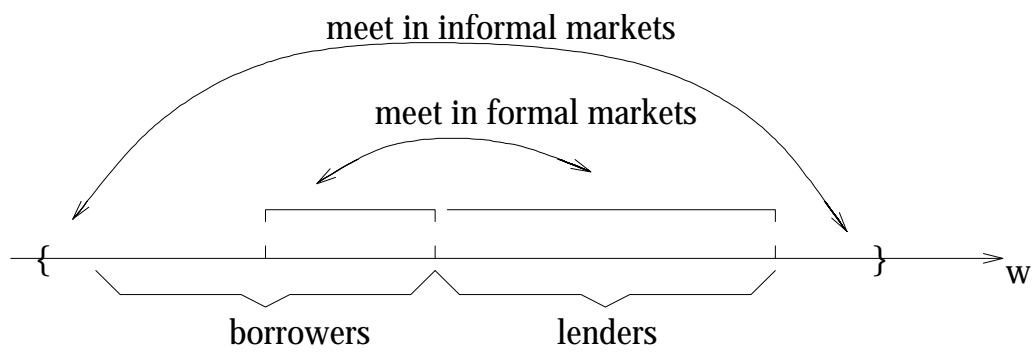 meet in informal markets
meet in formal markets
{ }
w
borrowers lenders